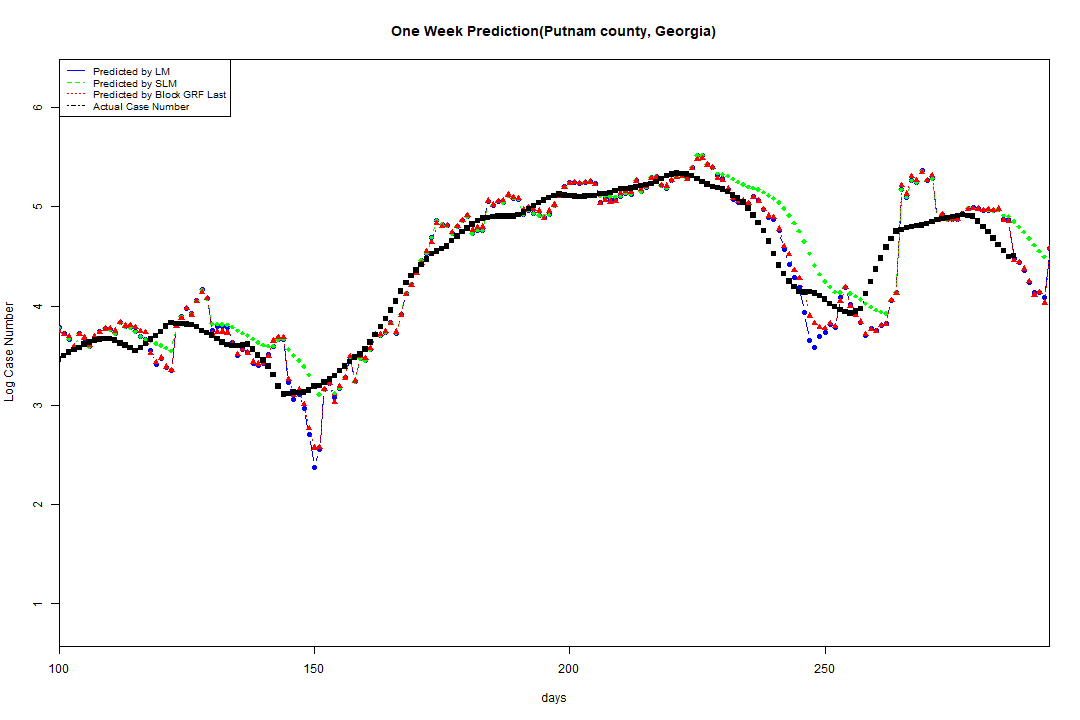 One Week Prediction(Putnam county, Georgia)
Predicted by LM
Predicted by SLM
Predicted by Block GRF Last
Actual Case Number
6
5
4
3
2
1
Log Case Number
100 150 200 250
days